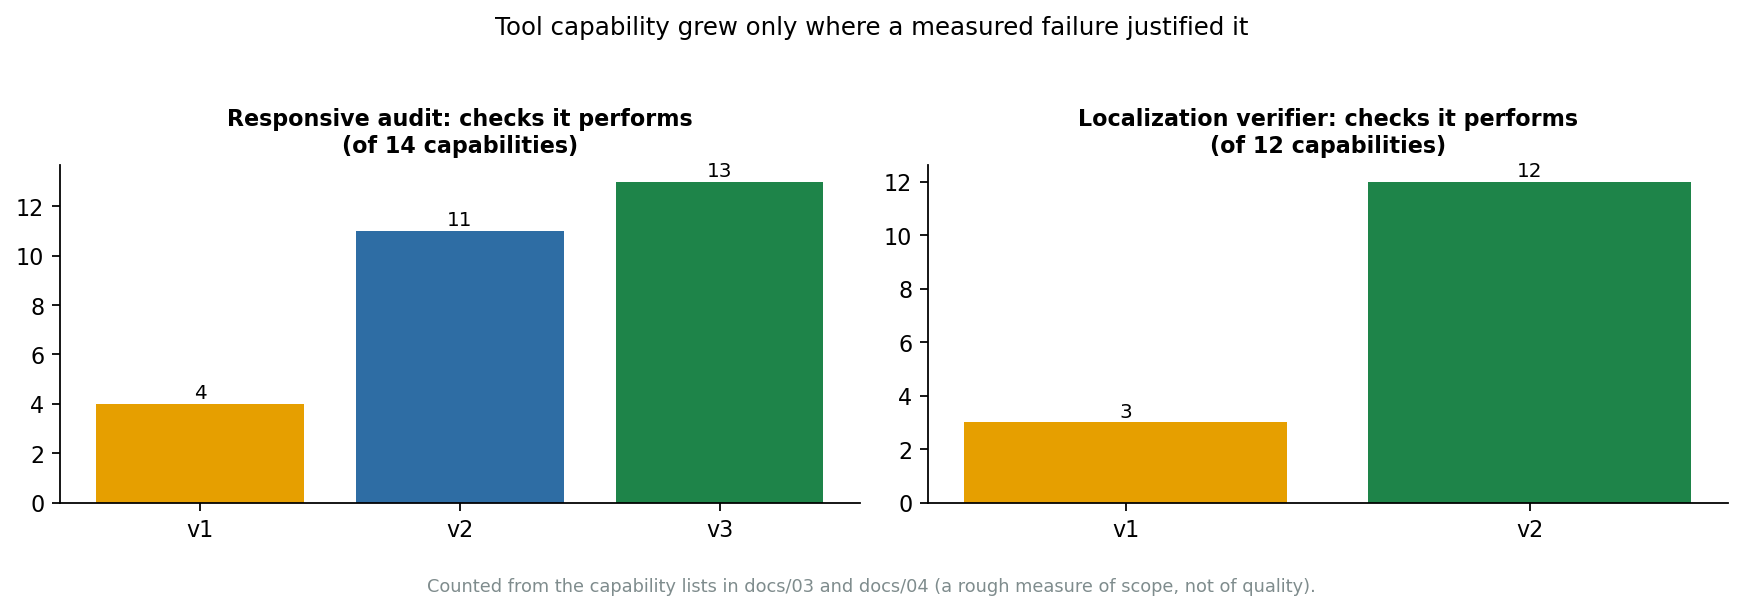 Tool capability grew only where a measured failure justified it
Responsive audit: checks it performs
(of 14 capabilities)
13
12
11
10
8
6
4
4
2
0
v1
v2
v3
Localization verifier: checks it performs
(of 12 capabilities)
12
12
10
8
6
4
3
2
0
v1
v2
Counted from the capability lists in docs/03 and docs/04 (a rough measure of scope, not of quality).